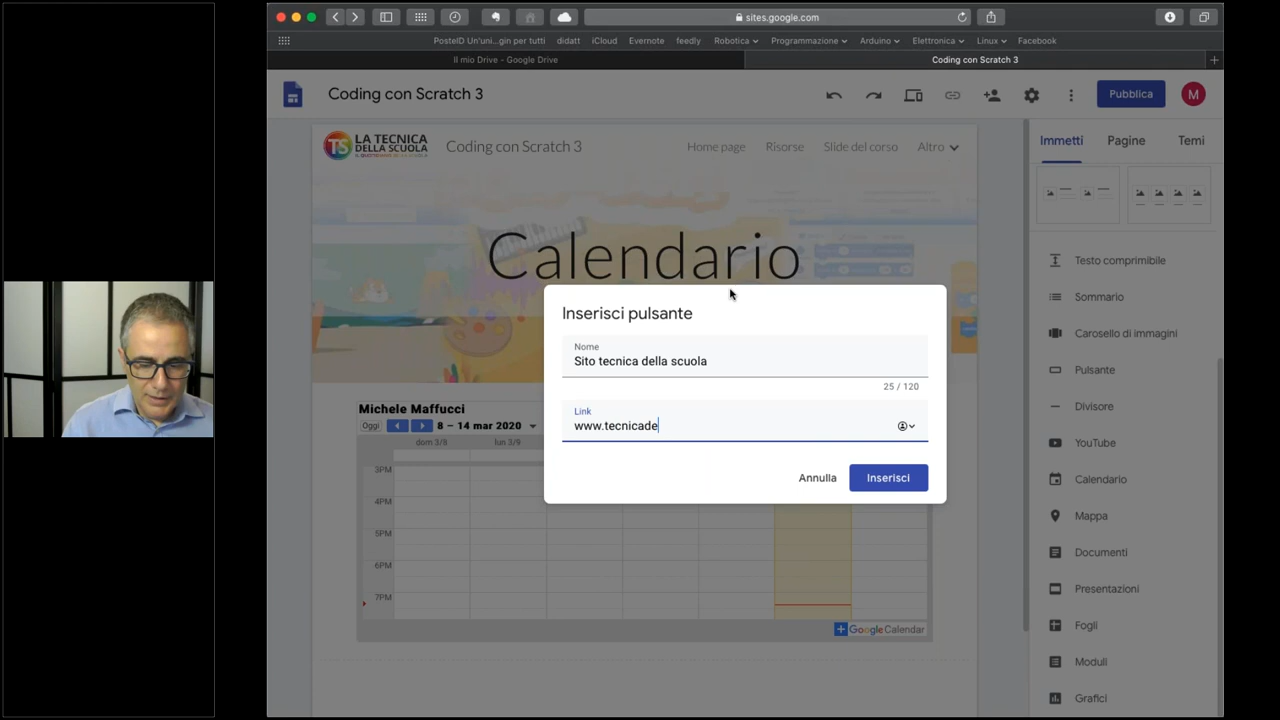 sites.google.com
PosteID Un'uni...gin per tutti didatt iCloud Evernote feedly Robotica Programmazione Arduino Elettronica Linux Facebook
Il mio Drive – Google Drive
Coding con Scratch 3
Coding con Scratch 3
Pubblica
M
TS LA TECNICA
DELLA SCUOLA
IL QUOTIDIANO DELLA SCUOLA
Coding con Scratch 3
Home page Risorse Slide del corso Altro
Calendario
Immetti Pagine Temi
Testo comprimibile
Sommario
Carosello di immagini
Pulsante
Divisore
YouTube
Calendario
Mappa
Documenti
Presentazioni
Fogli
Moduli
Grafici
Inserisci pulsante
Nome
Sito tecnica della scuola
25 / 120
Link
www.tecnicade
Annulla Inserisci
Michele Maffucci
Oggi 8 – 14 mar 2020
dom 3/8 lun 3/9
3PM
4PM
5PM
6PM
7PM
Google Calendar